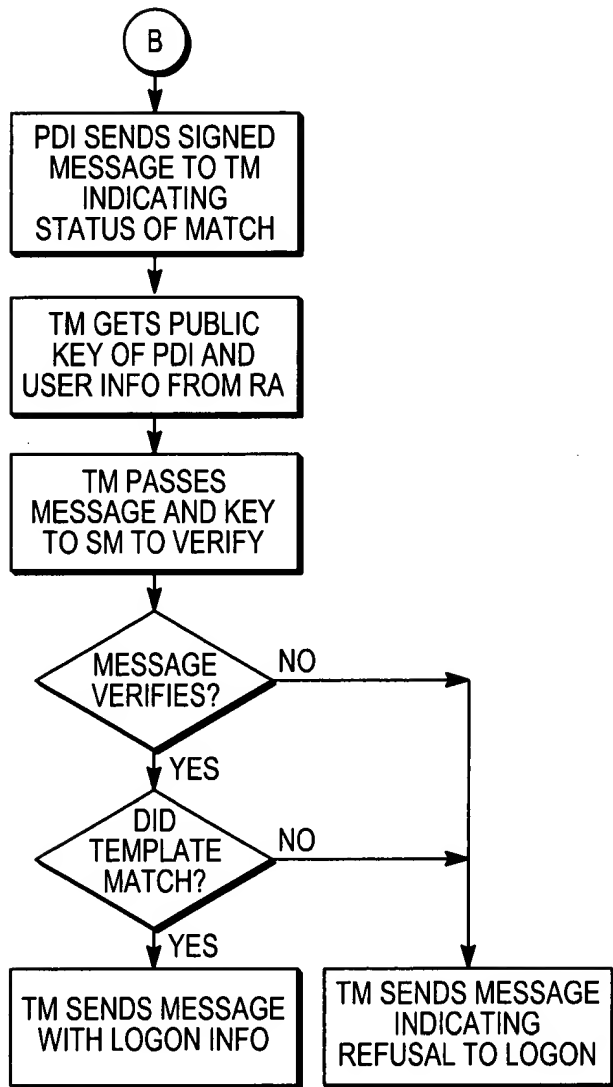 B
PDI SENDS SIGNED
MESSAGE TO TM
INDICATING
STATUS OF MATCH
TM GETS PUBLIC
KEY OF PDI AND
USER INFO FROM RA
TM PASSES
MESSAGE AND KEY
TO SM TO VERIFY
MESSAGE
VERIFIES?
NO
YES
DID
TEMPLATE
MATCH?
NO
YES
TM SENDS MESSAGE
WITH LOGON INFO
TM SENDS MESSAGE
INDICATING
REFUSAL TO LOGON